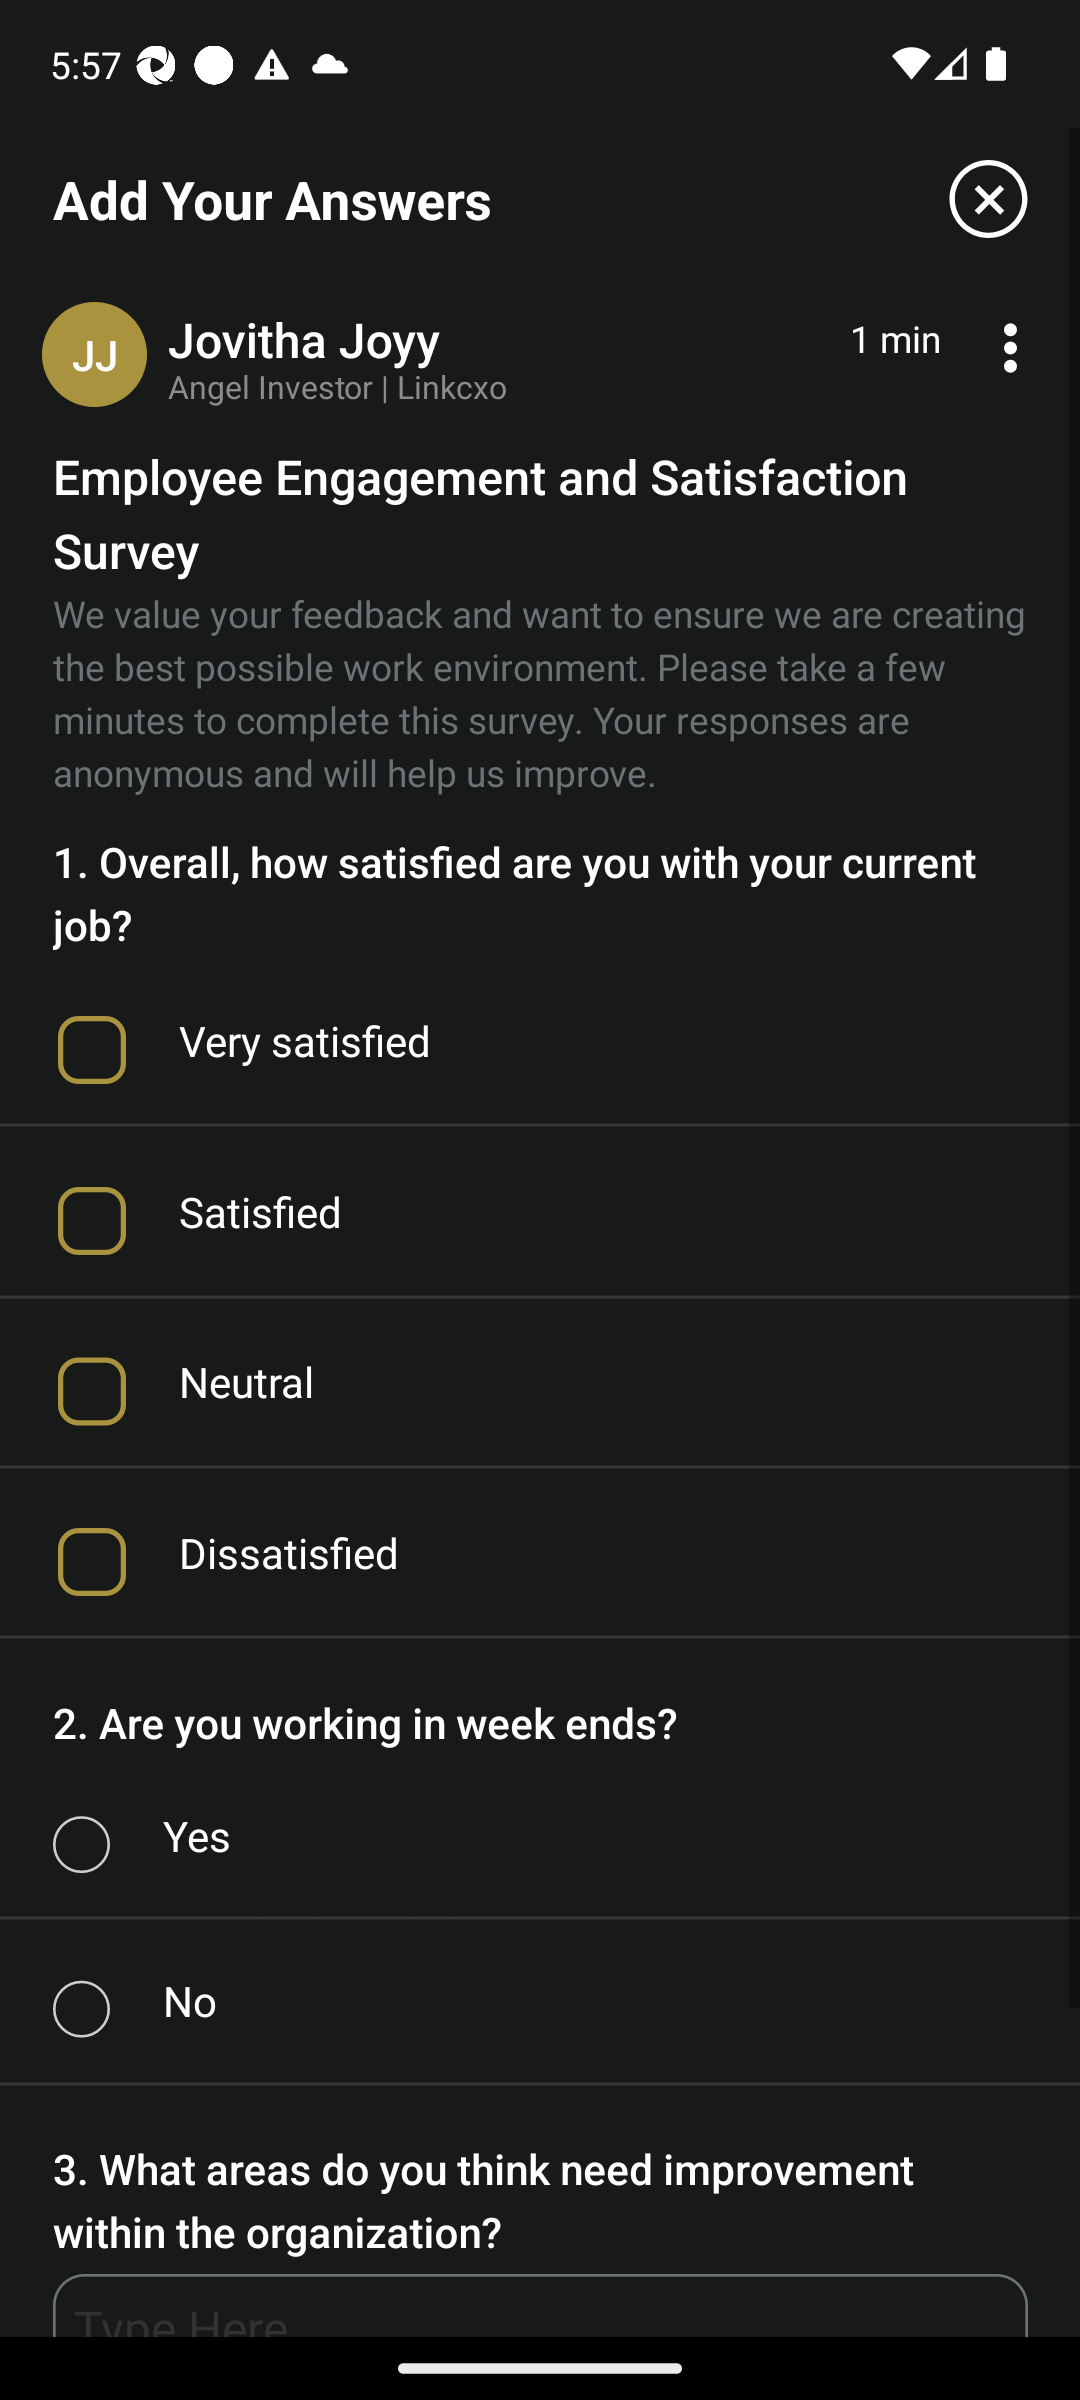 5:57
Add Your Answers
JJ
Jovitha Joyy
1 min
Angel Investor | Linkcxo
Employee Engagement and Satisfaction
Survey
We value your feedback and want to ensure we are creating
the best possible work environment. Please take a few
minutes to complete this survey. Your responses are
anonymous and will help us improve.
1. Overall, how satisfied are you with your current
job?
Very satisfied
Satisfied
Neutral
Dissatisfied
2. Are you working in week ends?
Yes
No
3. What areas do you think need improvement
within the organization?
Type Here